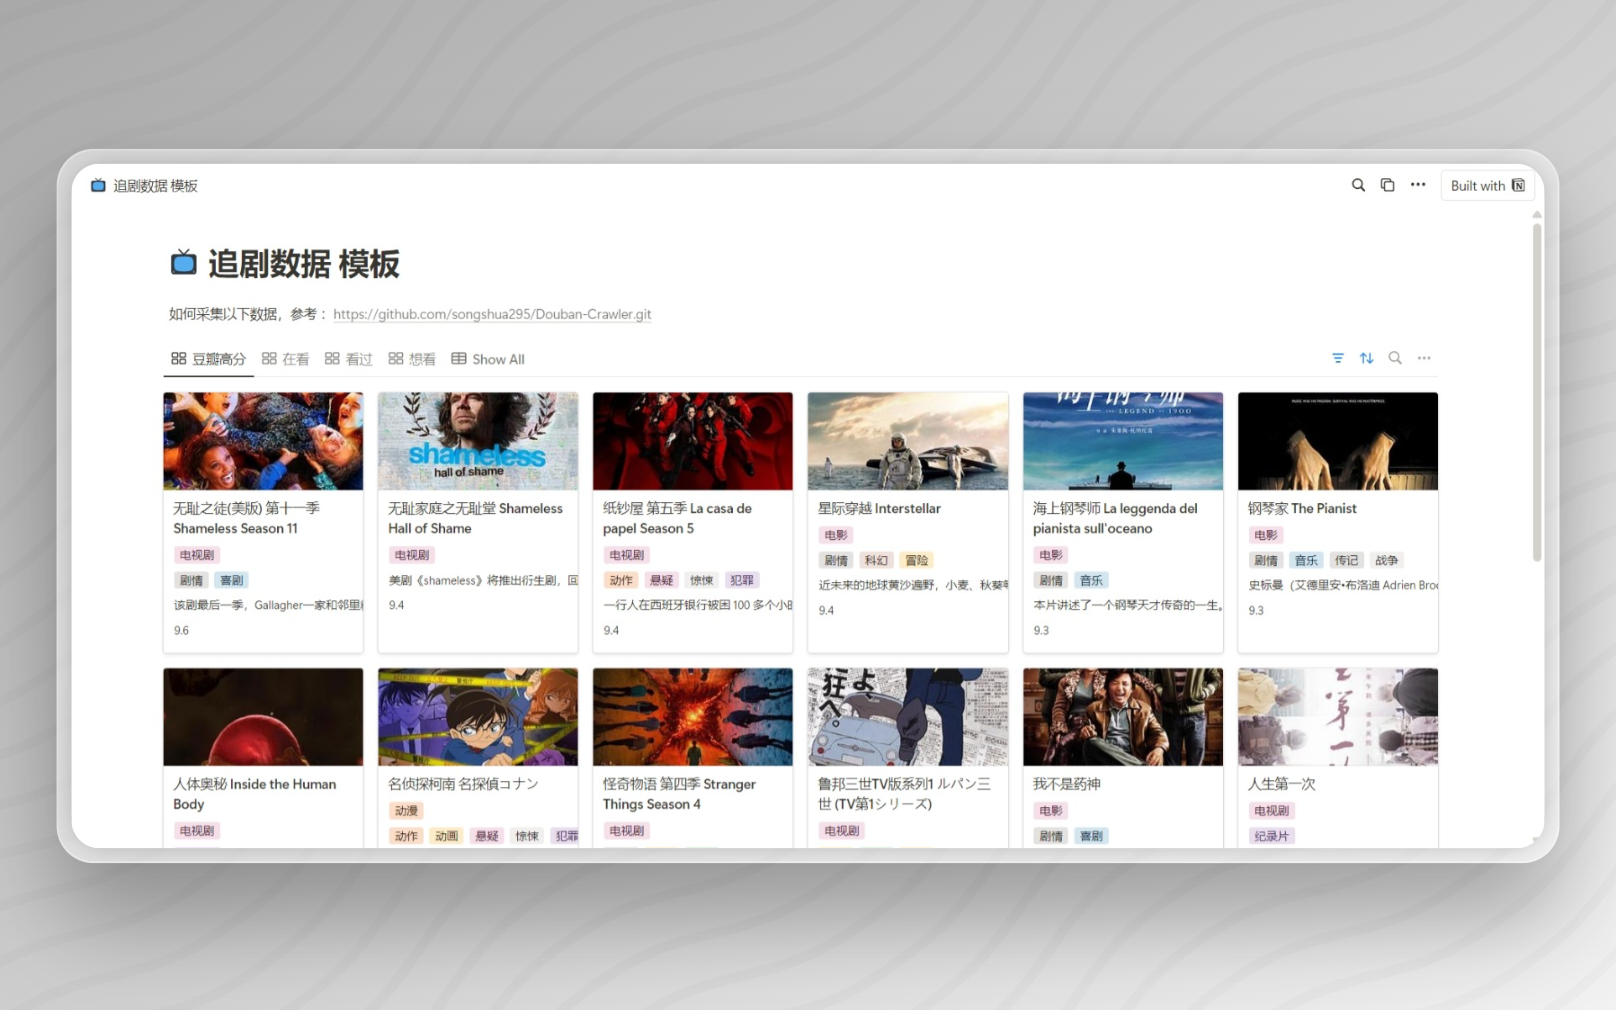 追剧数据 模板
Built with
追剧数据 模板
如何采集以下数据，参考： https://github.com/songshua295/Douban-Crawler.git
豆瓣高分 在看 看过 想看 Show All
无耻之徒(美版) 第十一季
Shameless Season 11
电视剧
剧情 喜剧
该剧最后一季，Gallagher一家和邻里
9.6
shameless
hall of shame
无耻家庭之无耻堂 Shameless
Hall of Shame
电视剧
美剧《shameless》将推出衍生剧，回
9.4
纸钞屋 第五季 La casa de
papel Season 5
电视剧
动作 悬疑 惊悚 犯罪
一行人在西班牙银行被困 100 多个小
9.4
星际穿越 Interstellar
电影
剧情 科幻 冒险
近未来的地球黄沙遍野，小麦、秋葵
9.4
THE LEGEND OF 1900
海上钢琴师 La leggenda del
pianista sull'oceano
电影
剧情 音乐
本片讲述了一个钢琴天才传奇的一生。
9.3
MUSIC WAS HIS PASSION. SURVIVAL WAS HIS MASTERPIECE.
钢琴家 The Pianist
电影
剧情 音乐 传记 战争
史标曼（艾德里安•布洛迪 Adrien Bro
9.3
人体奥秘 Inside the Human
Body
电视剧
名侦探柯南 名探偵コナン
动漫
动作 动画 悬疑 惊悚 犯罪
怪奇物语 第四季 Stranger
Things Season 4
电视剧
狂へ。
よ、
鲁邦三世TV版系列1 ルパン三
世 (TV第1シリーズ)
电视剧
我不是药神
电影
剧情 喜剧
生第一
人生第一次
电视剧
纪录片